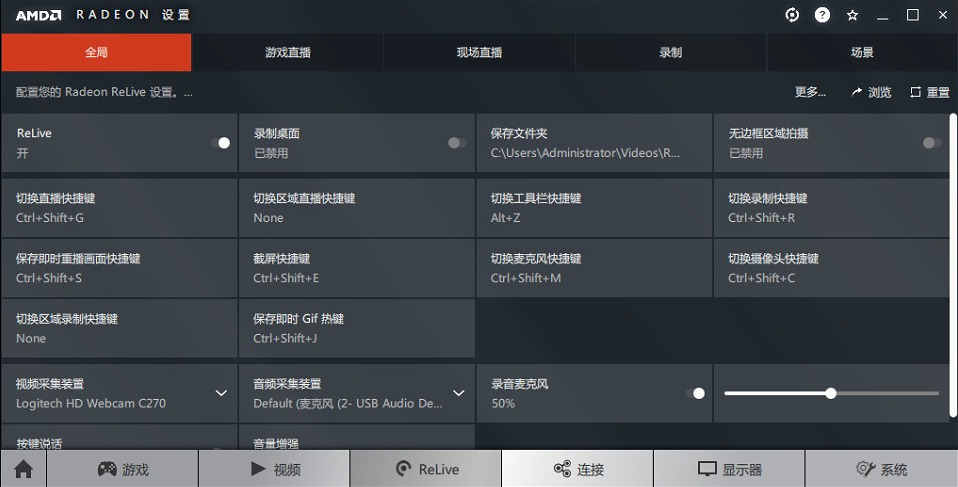 AMD RADEON 设置
全局 游戏直播 现场直播 录制 场景
配置您的 Radeon ReLive 设置。... 更多... 浏览 重置
ReLive 录制桌面 保存文件夹 无边框区域拍摄
开 已禁用 C:\Users\Administrator\Videos\R... 已禁用
切换直播快捷键 切换区域直播快捷键 切换工具栏快捷键 切换录制快捷键
Ctrl+Shift+G None Alt+Z Ctrl+Shift+R
保存即时重播画面快捷键 截屏快捷键 切换麦克风快捷键 切换摄像头快捷键
Ctrl+Shift+S Ctrl+Shift+E Ctrl+Shift+M Ctrl+Shift+C
切换区域录制快捷键 保存即时 Gif 热键
None Ctrl+Shift+J
视频采集装置 音频采集装置 录音麦克风
Logitech HD Webcam C270 Default (麦克风 (2- USB Audio De... 50%
按键说话 音量增强
游戏 视频 ReLive 连接 显示器 系统